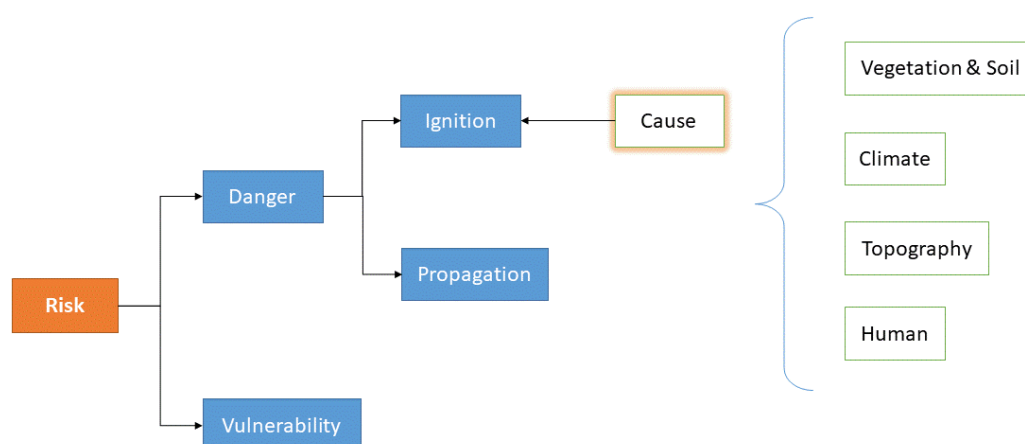 Risk
Danger
Vulnerability
Ignition
Propagation
Cause
Vegetation & Soil
Climate
Topography
Human